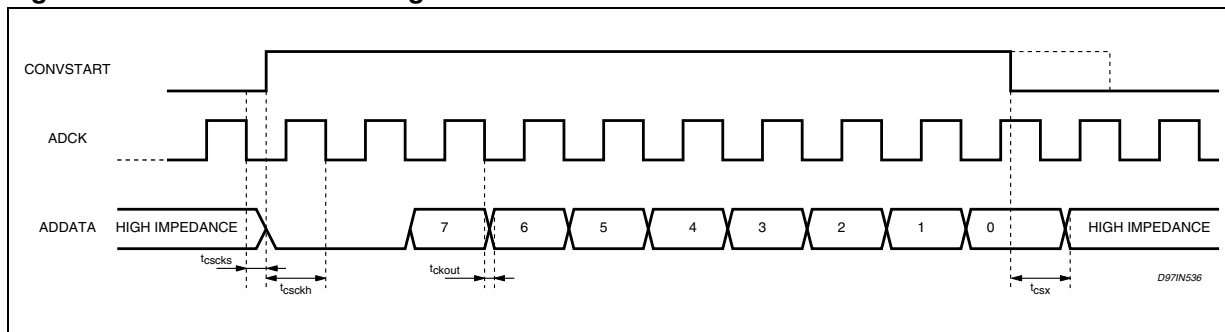 CONVSTART
ADCK
ADDATA
HIGH IMPEDANCE
7
6
5
4
3
2
1
0
HIGH IMPEDANCE
tcscks
tcsckh
tckout
tcsx
D97IN536